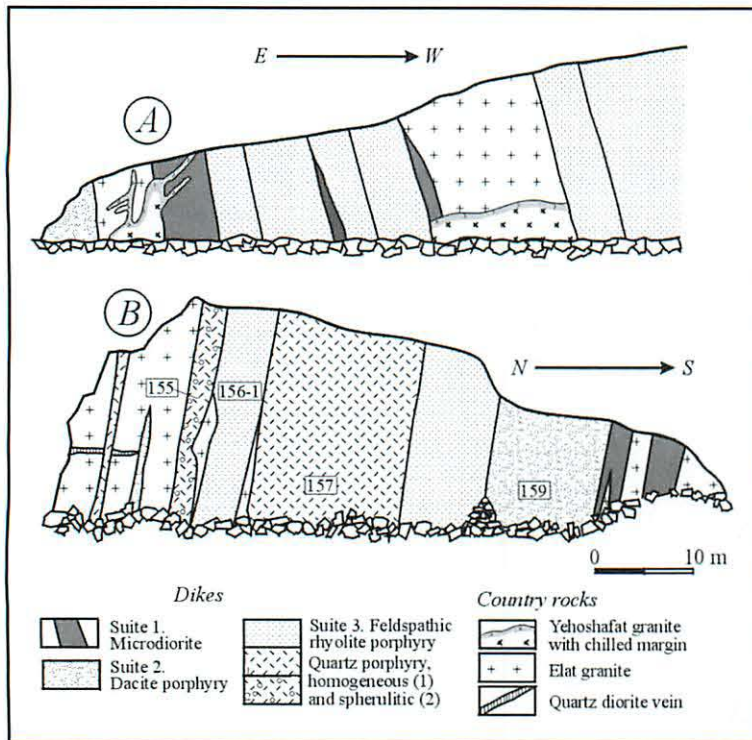 E W
A
B
N S
155
156-1
157
159
0 10 m
Dikes
Suite 1.
Microdiorite
Suite 2.
Dacite porphyry
Suite 3. Feldspathic
rhyolite porphyry
Quartz porphyry,
homogeneous (1)
and spherulitic (2)
Country rocks
Yehoshafat granite
with chilled margin
Elat granite
Quartz diorite vein